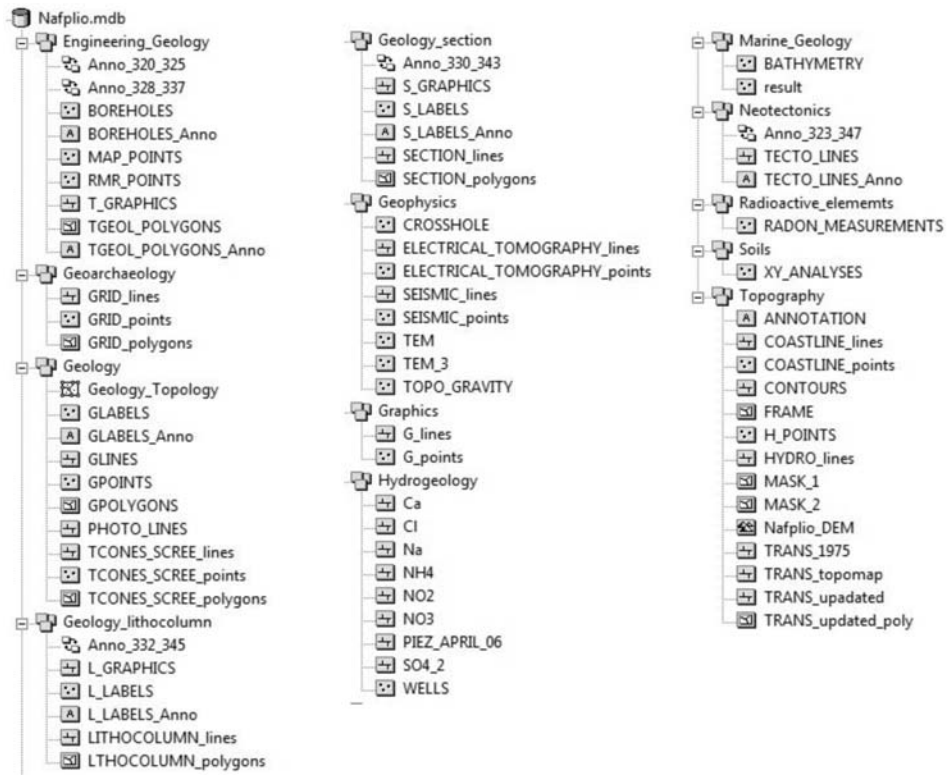 Nafplio.mdb
Engineering_Geology
Anno_320_325
Anno_328_337
BOREHOLES
BOREHOLES_Anno
MAP_POINTS
RMR_POINTS
T_GRAPHICS
TGEOL_POLYGONS
TGEOL_POLYGONS_Anno
Geoarchaeology
GRID_lines
GRID_points
GRID_polygons
Geology
Geology_Topology
GLABELS
GLABELS_Anno
GLINES
GPOINTS
GPOLYGONS
PHOTO_LINES
TCONES_SCREE_lines
TCONES_SCREE_points
TCONES_SCREE_polygons
Geology_lithocolumn
Anno_332_345
L_GRAPHICS
L_LABELS
L_LABELS_Anno
LITHOCOLUMN_lines
LTHOCOLUMN_polygons
Geology_section
Anno_330_343
S_GRAPHICS
S_LABELS
S_LABELS_Anno
SECTION_lines
SECTION_polygons
Geophysics
CROSSHOLE
ELECTRICAL_TOMOGRAPHY_lines
ELECTRICAL_TOMOGRAPHY_points
SEISMIC_lines
SEISMIC_points
TEM
TEM_3
TOPO_GRAVITY
Graphics
G_lines
G_points
Hydrogeology
Ca
Cl
Na
NH4
NO2
NO3
PIEZ_APRIL_06
SO4_2
WELLS
Marine_Geology
BATHYMETRY
result
Neotectonics
Anno_323_347
TECTO_LINES
TECTO_LINES_Anno
Radioactive_elememts
RADON_MEASUREMENTS
Soils
XY_ANALYSES
Topography
ANNOTATION
COASTLINE_lines
COASTLINE_points
CONTOURS
FRAME
H_POINTS
HYDRO_lines
MASK_1
MASK_2
Nafplio_DEM
TRANS_1975
TRANS_topomap
TRANS_upadated
TRANS_updated_poly